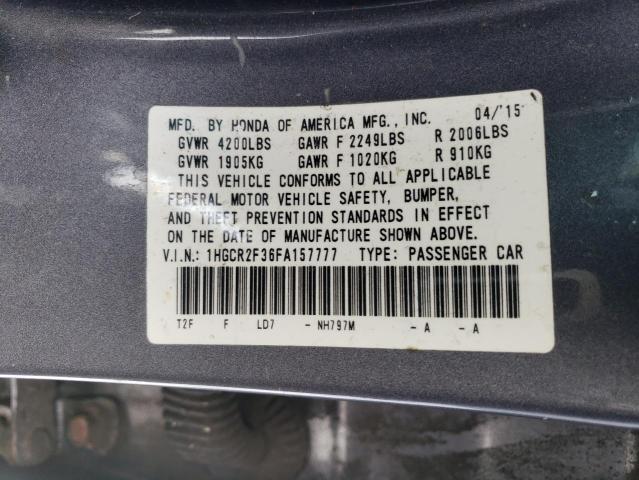 MFD. BY HONDA OF AMERICA MFG., INC. 04/'15
GVWR 4200LBS GAWR F 2249LBS R 2006LBS
GVWR 1905KG GAWR F 1020KG R 910KG
THIS VEHICLE CONFORMS TO ALL APPLICABLE
FEDERAL MOTOR VEHICLE SAFETY, BUMPER,
AND THEFT PREVENTION STANDARDS IN EFFECT
ON THE DATE OF MANUFACTURE SHOWN ABOVE.
V.I.N.: 1HGCR2F36FA157777 TYPE: PASSENGER CAR
T2F F LD7 - NH797M - A - A